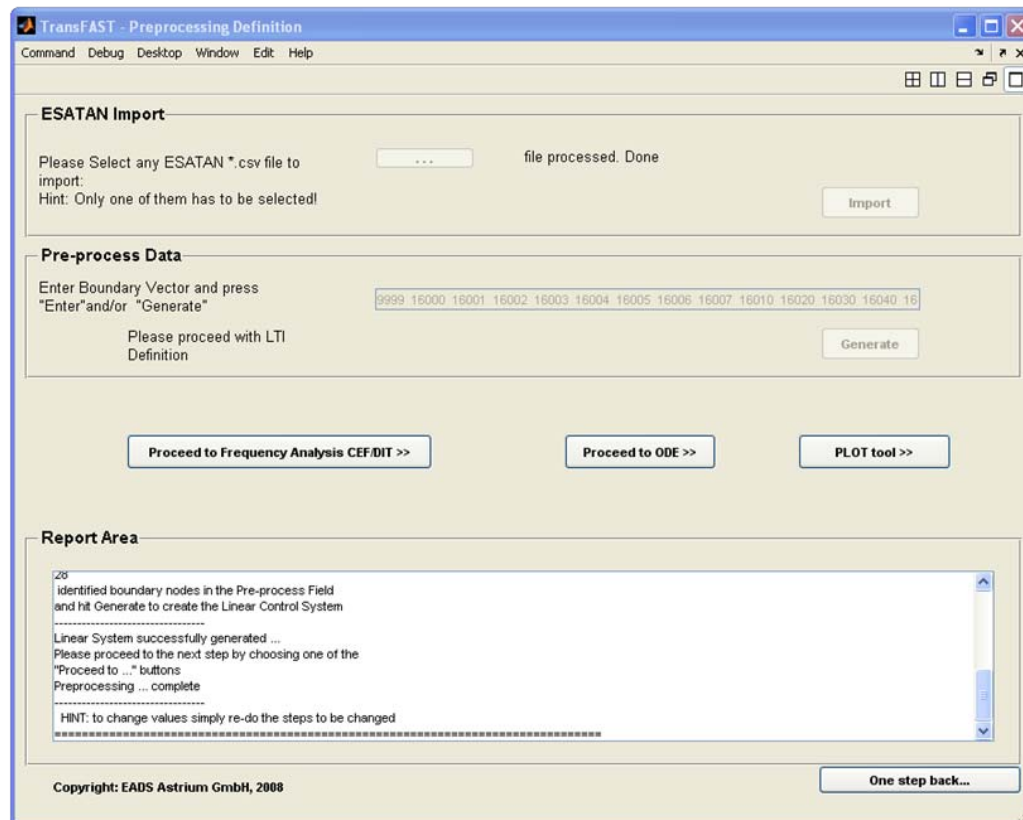 TransFAST - Preprocessing Definition
Command Debug Desktop Window Edit Help
ESATAN Import
Please Select any ESATAN *.csv file to
import:
Hint: Only one of them has to be selected!
...
file processed. Done
Import
Pre-process Data
Enter Boundary Vector and press
"Enter"and/or "Generate"
9999 16000 16001 16002 16003 16004 16005 16006 16007 16010 16020 16030 16040 16
Please proceed with LTI
Definition
Generate
Proceed to Frequency Analysis CEF/DIT >>
Proceed to ODE >>
PLOT tool >>
Report Area
28
identified boundary nodes in the Pre-process Field
and hit Generate to create the Linear Control System
--------------------------------
Linear System successfully generated ...
Please proceed to the next step by choosing one of the
"Proceed to ..." buttons
Preprocessing ... complete
--------------------------------
HINT: to change values simply re-do the steps to be changed
================================================================================
Copyright: EADS Astrium GmbH, 2008
One step back...